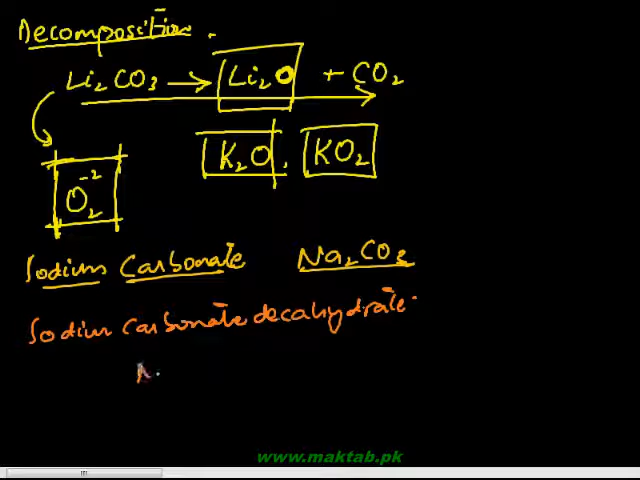 Decomposition.
Li₂CO₃ → Li₂O + CO₂
K₂O, KO₂
O₂⁻²
Sodium Carbonate Na₂CO₃
Sodium Carbonate decahydrate.
www.maktab.pk